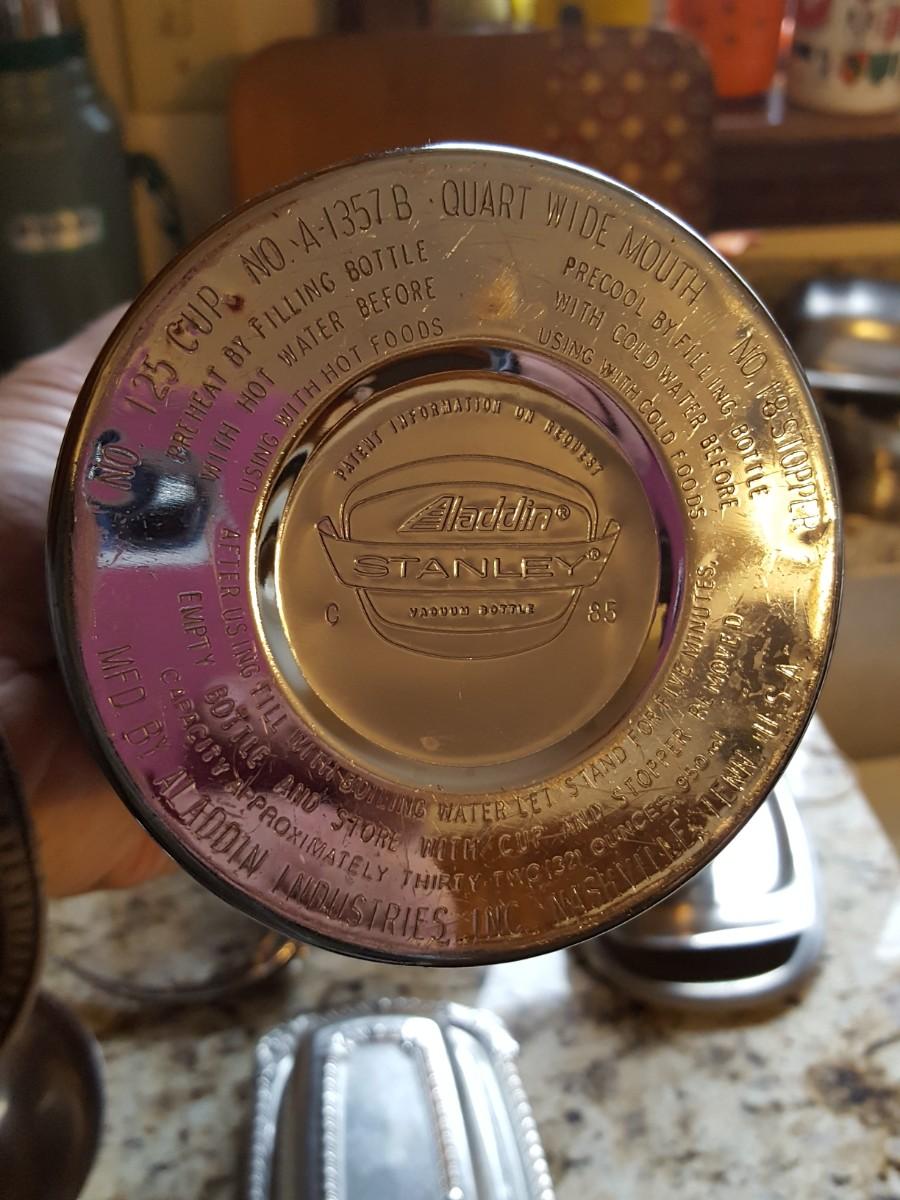 NO. 125 CUP. NO. A-1357B · QUART WIDE MOUTH NO. 18 STOPPER
PREHEAT BY FILLING BOTTLE
WITH HOT WATER BEFORE
USING WITH HOT FOODS
PRECOOL BY FILLING BOTTLE
WITH COLD WATER BEFORE
USING WITH COLD FOODS
PATENT INFORMATION ON REQUEST
Aladdin®
STANLEY®
VACUUM BOTTLE
C 85
AFTER USING FILL WITH BOILING WATER LET STAND FOR FIVE MINUTES.
EMPTY BOTTLE AND STORE WITH CUP AND STOPPER REMOVED
CAPACITY APPROXIMATELY THIRTY-TWO (32) OUNCES, 950 ml
MFD. BY ALADDIN INDUSTRIES, INC. NASHVILLE, TENN. U.S.A.